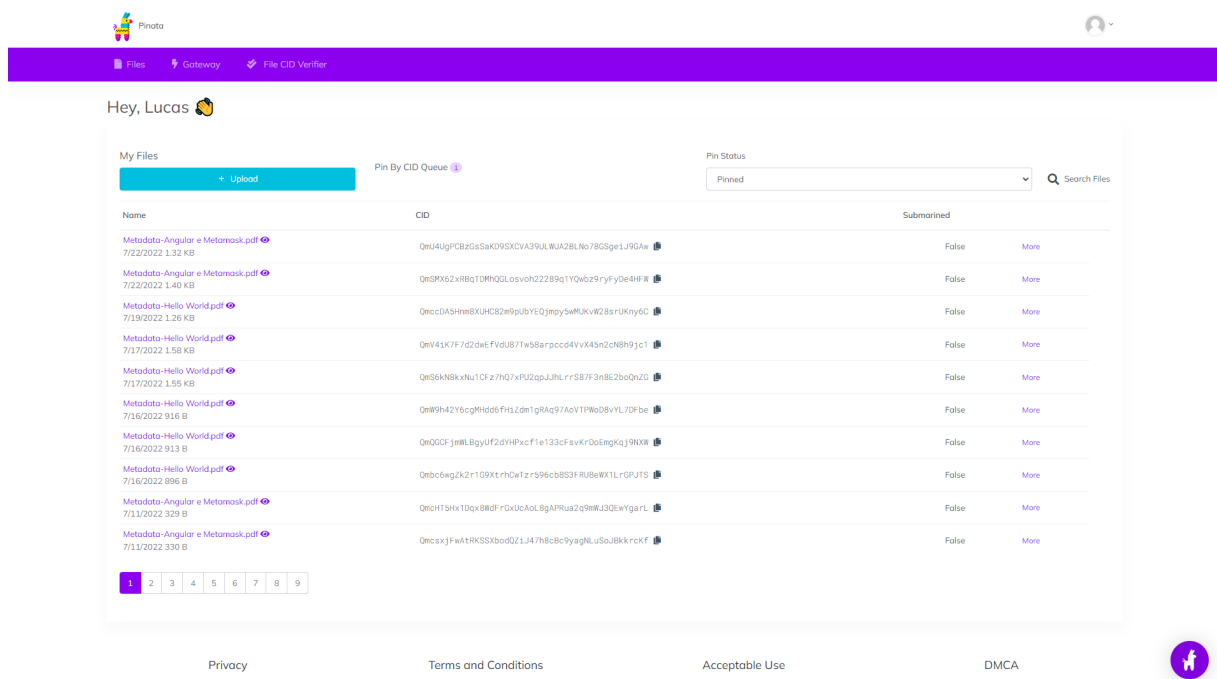 Pinata
Files Gateway File CID Verifier
Hey, Lucas
My Files
+ Upload
Pin By CID Queue 1
Pin Status
Pinned
Search Files
Name CID Submarined
Metadata-Angular e Metamask.pdf
7/22/2022 1.32 KB
QmU4UgPCBzGsSaKD9SXCVA39ULWUA2BLNo78GSgeiJ9GAw False More
Metadata-Angular e Metamask.pdf
7/22/2022 1.40 KB
QmSMX62xRBqTDMhQGLosvoh22289q1YQwbz9ryFyDe4HFW False More
Metadata-Hello World.pdf
7/19/2022 1.26 KB
QmccDA5Hnm8XUHC82m9pUbYEQjmpy5wMUKvW28srUKny6C False More
Metadata-Hello World.pdf
7/17/2022 1.58 KB
QmV4iK7F7d2dwEfVdU87Tw58arpccd4VvX45n2cN8h9jc1 False More
Metadata-Hello World.pdf
7/17/2022 1.55 KB
QmS6kN8kxNu1CFz7hQ7xPU2qpJJhLrrS87F3n8E2boQnZG False More
Metadata-Hello World.pdf
7/16/2022 916 B
QmW9h42Y6cgMHdd6fHiZdm1gRAq97AoVTPWoD8vYL7DFbe False More
Metadata-Hello World.pdf
7/16/2022 913 B
QmQGCFjmWLBgyUf2dYHPxcf1e133cFsvKrDoEmgKqj9NXW False More
Metadata-Hello World.pdf
7/16/2022 896 B
Qmbc6wgZk2r1G9XtrhCwTzr596cb8S3FRU8eWX1LrGPJTS False More
Metadata-Angular e Metamask.pdf
7/11/2022 329 B
QmcHT5Hx1Dqx8WdFrGxUcAoL8gAPRua2q9mWJ3QEwYgarL False More
Metadata-Angular e Metamask.pdf
7/11/2022 330 B
QmcsxjFwAtRKSSXbodQZiJ47h8cBc9yagNLuSoJBkkrcKf False More
1 2 3 4 5 6 7 8 9
Privacy Terms and Conditions Acceptable Use DMCA